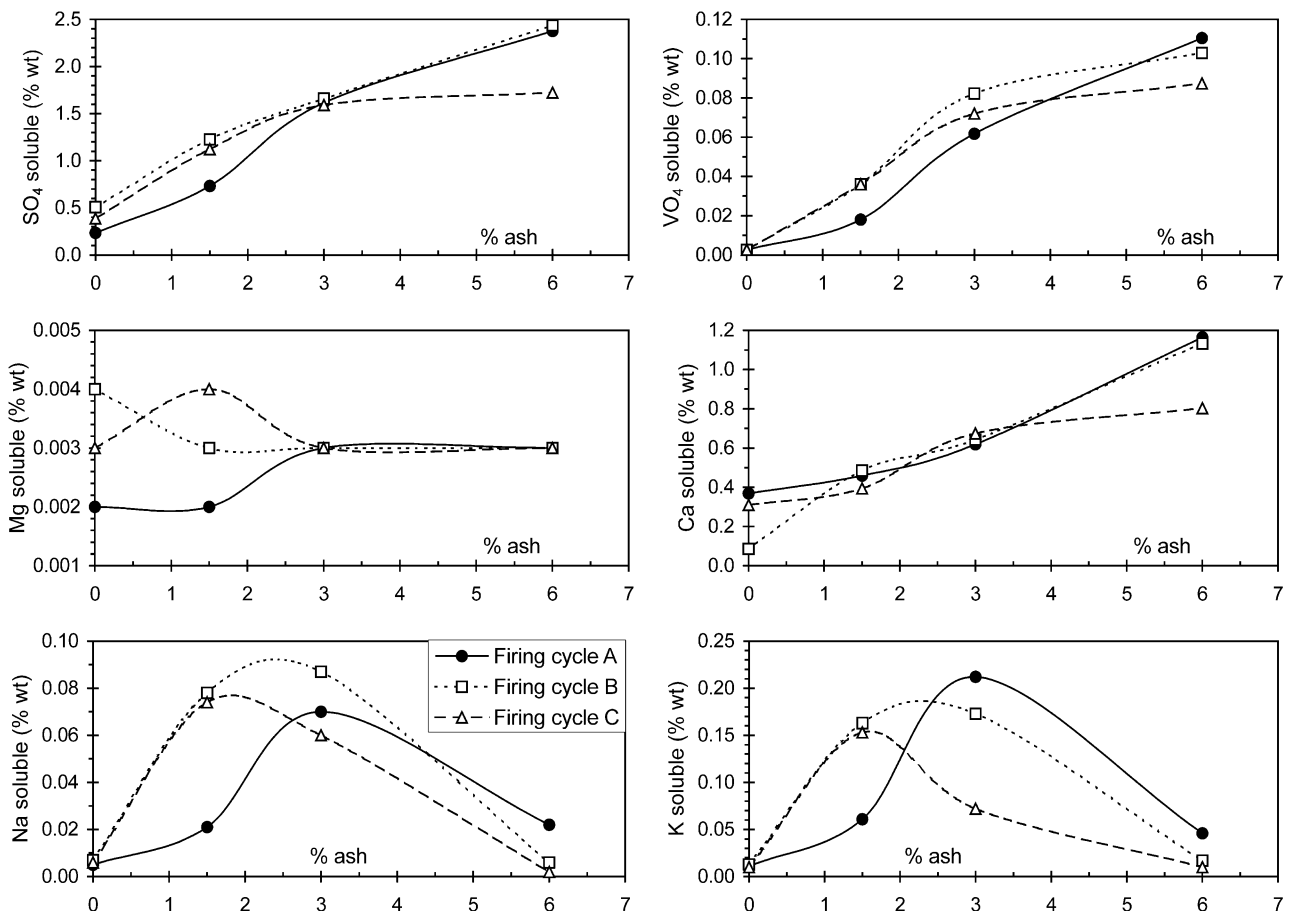 SO₄ soluble (% wt)
2.5
2.0
1.5
1.0
0.5
0.0
% ash
0 1 2 3 4 5 6 7
VO₄ soluble (% wt)
0.12
0.10
0.08
0.06
0.04
0.02
0.00
% ash
0 1 2 3 4 5 6 7
Mg soluble (% wt)
0.005
0.004
0.003
0.002
0.001
% ash
0 1 2 3 4 5 6 7
Ca soluble (% wt)
1.2
1.0
0.8
0.6
0.4
0.2
0.0
% ash
0 1 2 3 4 5 6 7
Na soluble (% wt)
0.10
0.08
0.06
0.04
0.02
0.00
Firing cycle A
Firing cycle B
Firing cycle C
% ash
0 1 2 3 4 5 6 7
K soluble (% wt)
0.25
0.20
0.15
0.10
0.05
0.00
% ash
0 1 2 3 4 5 6 7